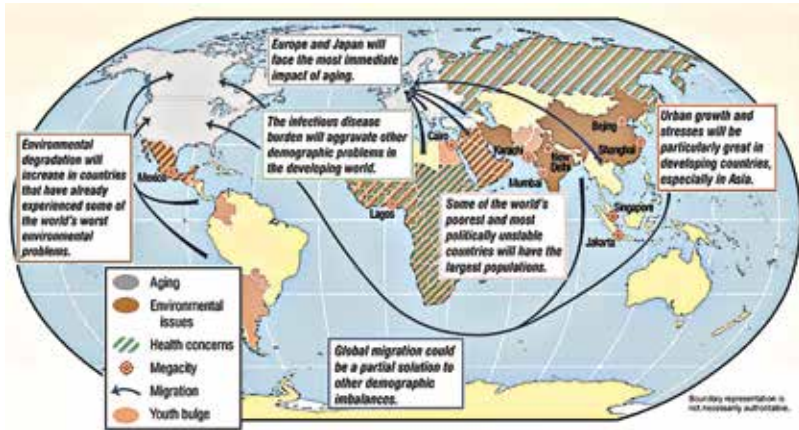 Europe and Japan will
face the most immediate
impact of aging.
The infectious disease
burden will aggravate other
demographic problems in
the developing world.
Environmental
degradation will
increase in countries
that have already
experienced some of
the world's worst
environmental
problems.
Mexico
Cairo
Lagos
Karachi
New
Delhi
Mumbai
Beijing
Shanghai
Singapore
Jakarta
Urban growth and
stresses will be
particularly great in
developing countries,
especially in Asia.
Some of the world's
poorest and most
politically unstable
countries will have the
largest populations.
Aging
Environmental
issues
Health concerns
Megacity
Migration
Youth bulge
Global migration could
be a partial solution to
other demographic
imbalances.
Boundary representation is
not necessarily authoritative.